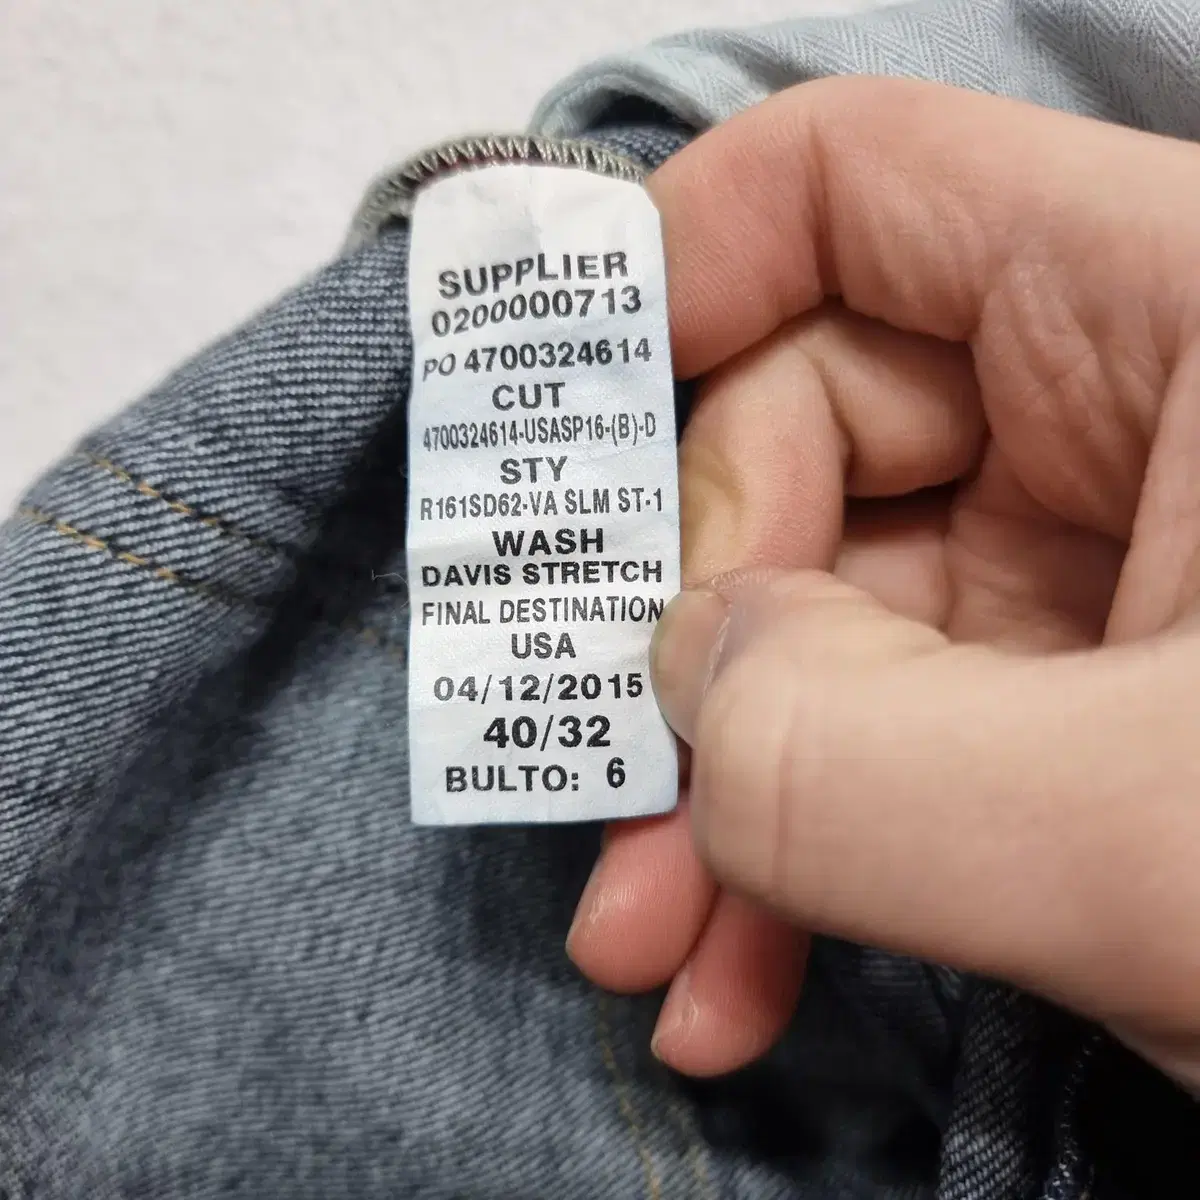 SUPPLIER
0200000713
PO 4700324614
CUT
4700324614-USASP16-(B)-D
STY
R161SD62-VA SLM ST-1
WASH
DAVIS STRETCH
FINAL DESTINATION
USA
04/12/2015
40/32
BULTO: 6